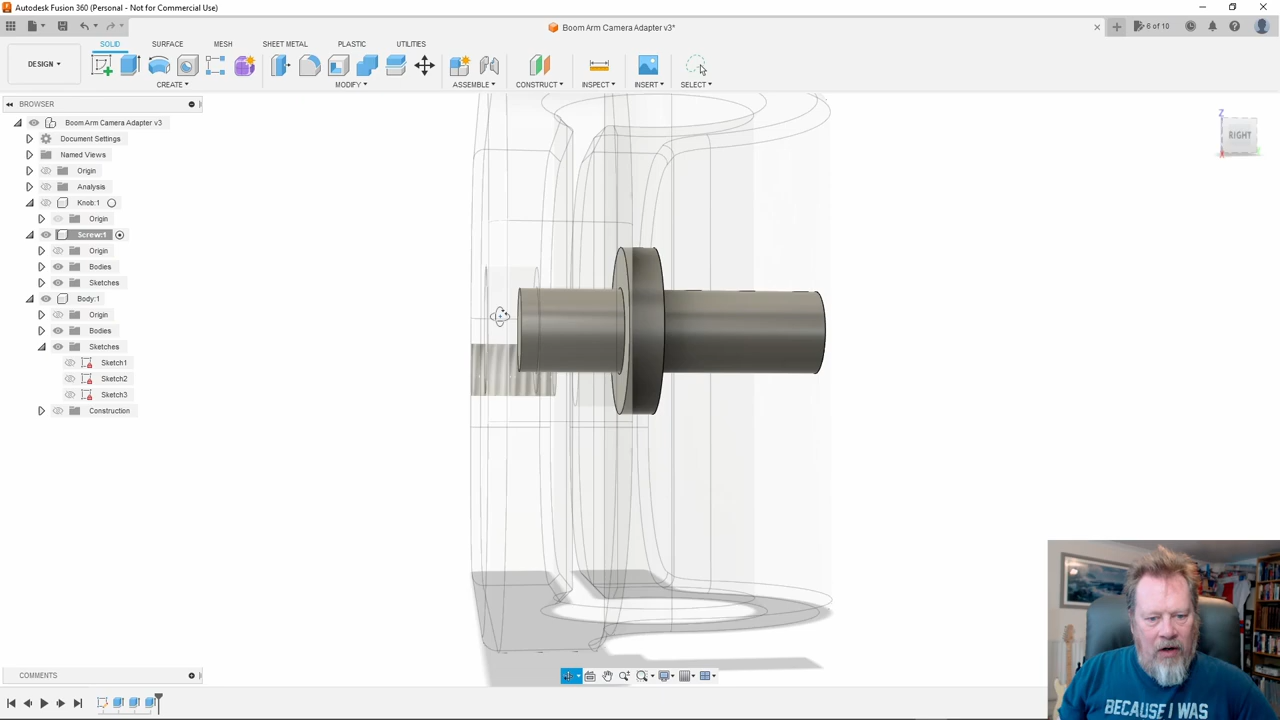 Autodesk Fusion 360 (Personal - Not for Commercial Use)
Boom Arm Camera Adapter v3*
6 of 10
SOLID SURFACE MESH SHEET METAL PLASTIC UTILITIES
DESIGN
CREATE MODIFY ASSEMBLE CONSTRUCT INSPECT INSERT SELECT
BROWSER
Boom Arm Camera Adapter v3
Document Settings
Named Views
Origin
Analysis
Knob:1
Origin
Screw:1
Origin
Bodies
Sketches
Body:1
Origin
Bodies
Sketches
Sketch1
Sketch2
Sketch3
Construction
Z
RIGHT
COMMENTS
BECAUSE I WAS